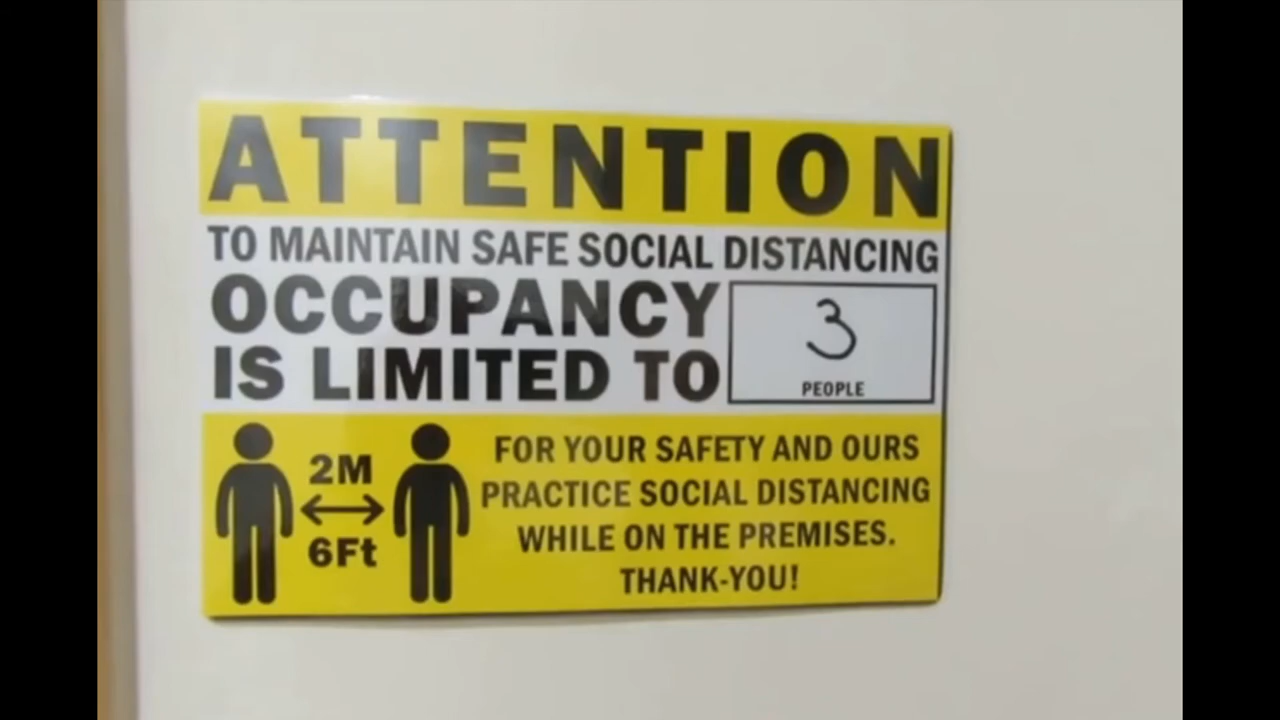 ATTENTION
TO MAINTAIN SAFE SOCIAL DISTANCING
OCCUPANCY
IS LIMITED TO
3
PEOPLE
2M
6Ft
FOR YOUR SAFETY AND OURS
PRACTICE SOCIAL DISTANCING
WHILE ON THE PREMISES.
THANK-YOU!